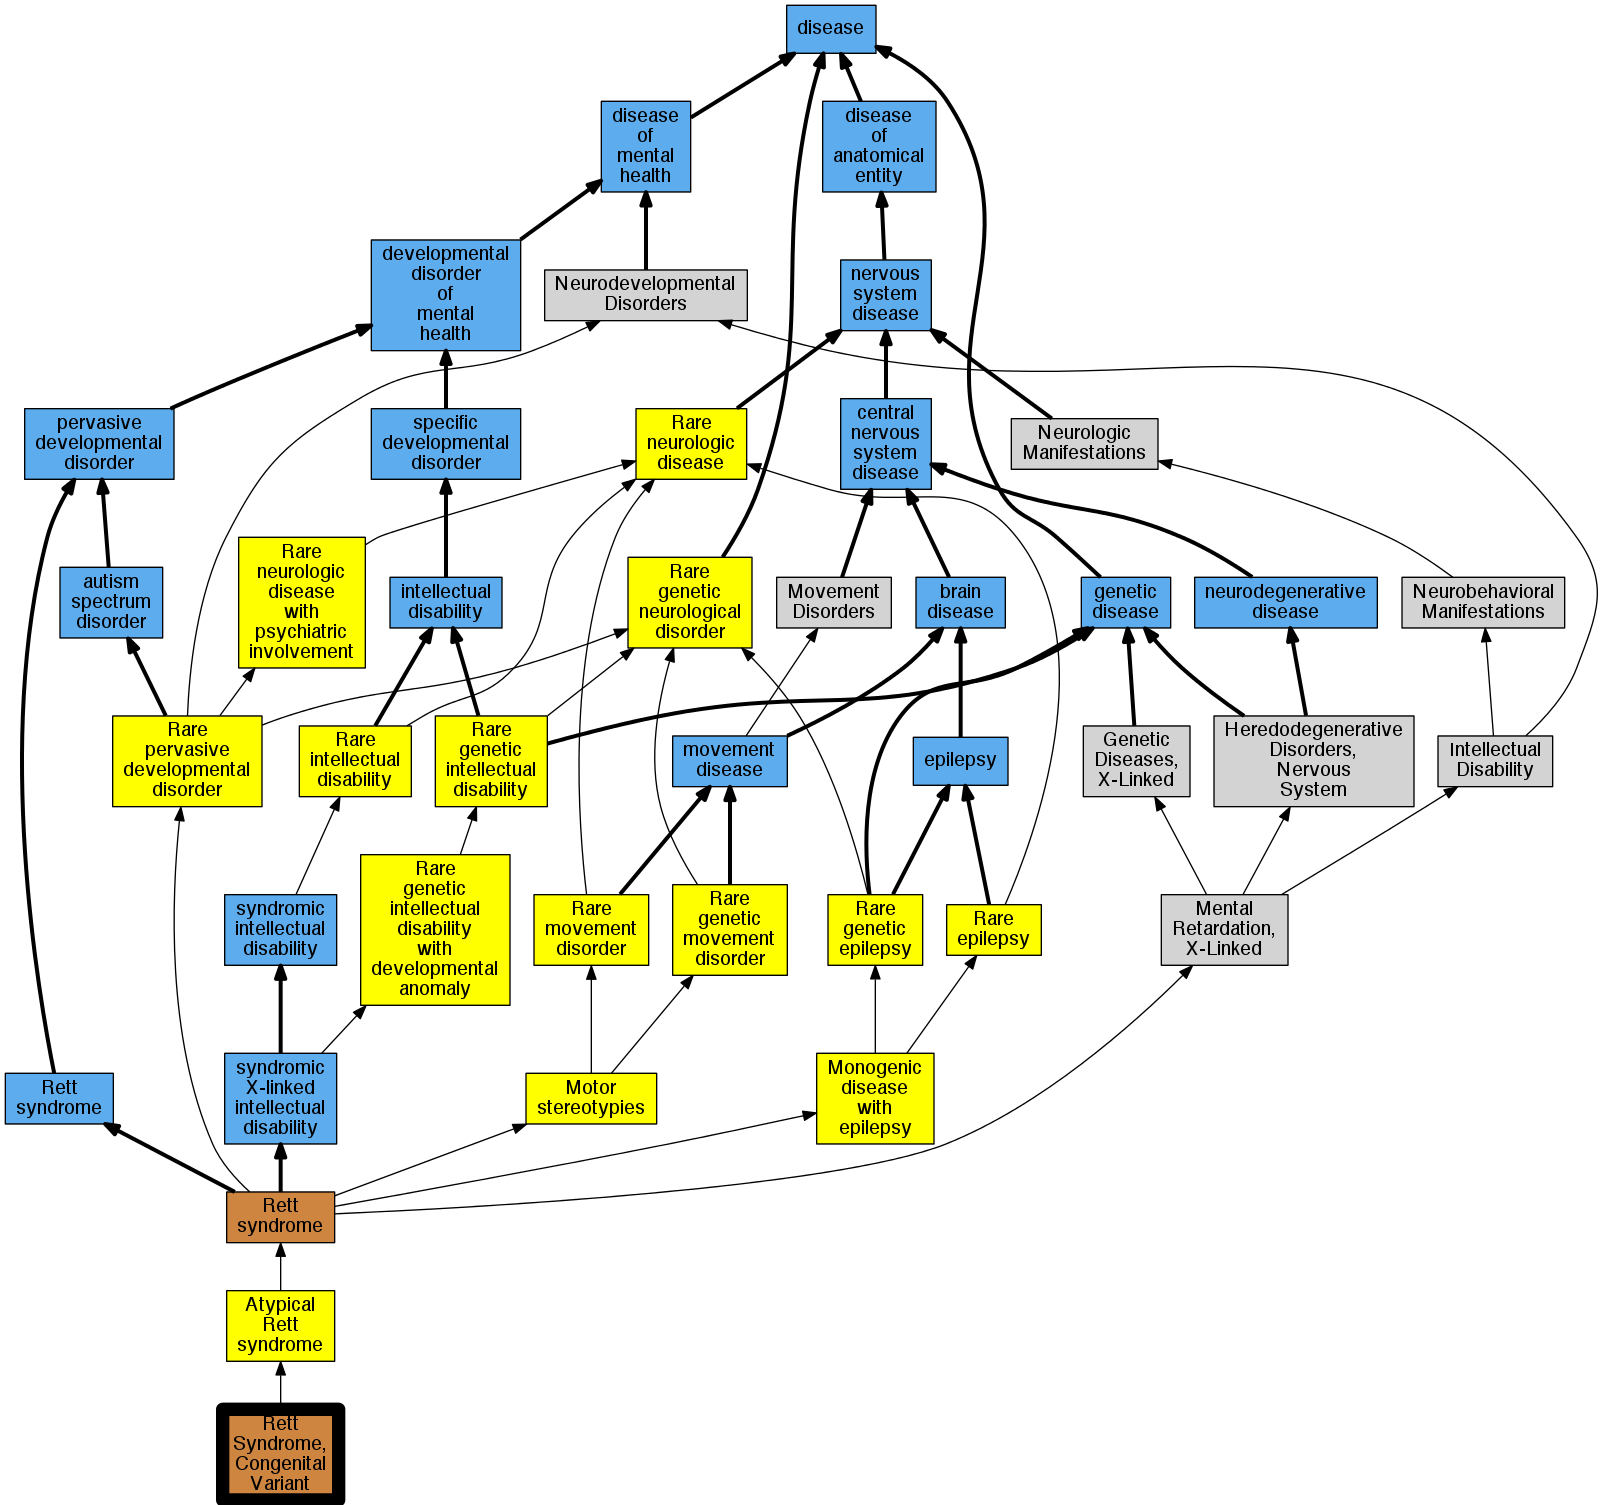 disease
disease
of
mental
health
disease
of
anatomical
entity
developmental
disorder
of
mental
health
Neurodevelopmental
Disorders
nervous
system
disease
pervasive
developmental
disorder
specific
developmental
disorder
Rare
neurologic
disease
central
nervous
system
disease
Neurologic
Manifestations
autism
spectrum
disorder
Rare
neurologic
disease
with
psychiatric
involvement
intellectual
disability
Rare
genetic
neurological
disorder
Movement
Disorders
brain
disease
genetic
disease
neurodegenerative
disease
Neurobehavioral
Manifestations
Rare
pervasive
developmental
disorder
Rare
intellectual
disability
Rare
genetic
intellectual
disability
movement
disease
epilepsy
Genetic
Diseases,
X-Linked
Heredodegenerative
Disorders,
Nervous
System
Intellectual
Disability
syndromic
intellectual
disability
Rare
genetic
intellectual
disability
with
developmental
anomaly
Rare
movement
disorder
Rare
genetic
movement
disorder
Rare
genetic
epilepsy
Rare
epilepsy
Mental
Retardation,
X-Linked
Rett
syndrome
syndromic
X-linked
intellectual
disability
Motor
stereotypies
Monogenic
disease
with
epilepsy
Rett
syndrome
Atypical
Rett
syndrome
Rett
Syndrome,
Congenital
Variant